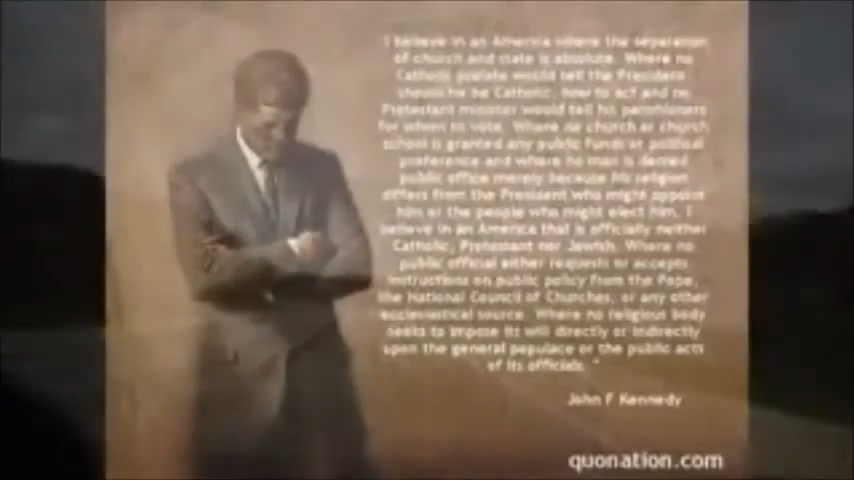 "I believe in an America where the separation
of church and state is absolute. Where no
Catholic prelate would tell the President
should he be Catholic, how to act and no
Protestant minister would tell his parishioners
for whom to vote. Where no church or church
school is granted any public funds or political
preference and where no man is denied
public office merely because his religion
differs from the President who might appoint
him or the people who might elect him. I
believe in an America that is officially neither
Catholic, Protestant nor Jewish. Where no
public official either requests or accepts
instructions on public policy from the Pope,
the National Council of Churches, or any other
ecclesiastical source. Where no religious body
seeks to impose its will directly or indirectly
upon the general populace or the public acts
of its officials. "
John F Kennedy
quonation.com